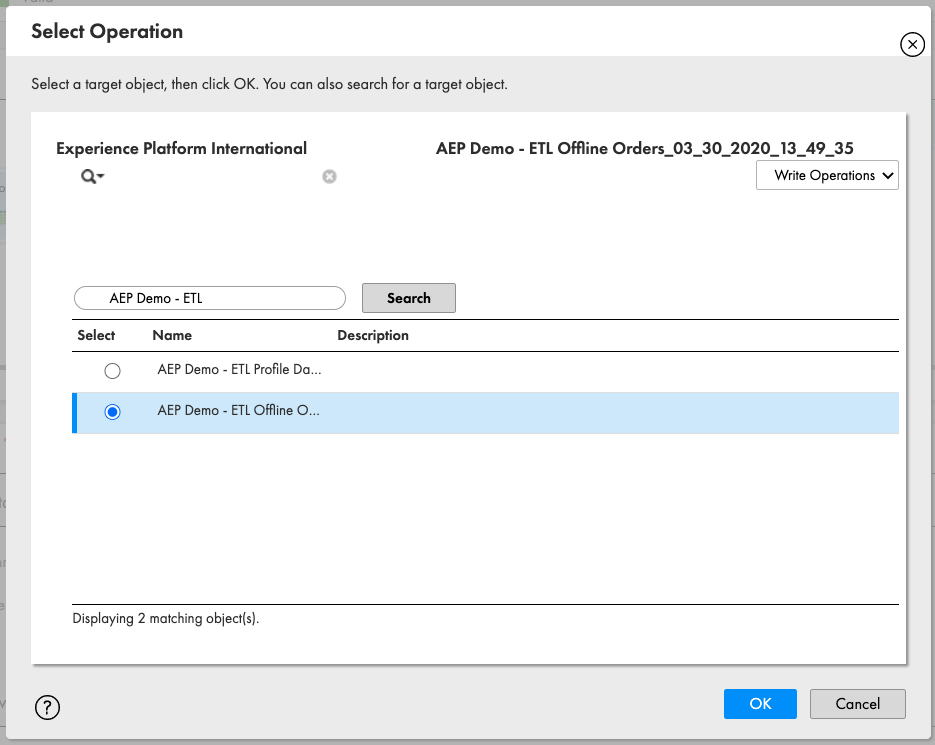 Select Operation
Select a target object, then click OK. You can also search for a target object.
Experience Platform International
AEP Demo - ETL Offline Orders_03_30_2020_13_49_35
Write Operations
AEP Demo - ETL
Search
Select Name Description
AEP Demo - ETL Profile Da...
AEP Demo - ETL Offline O...
Displaying 2 matching object(s).
?
OK Cancel